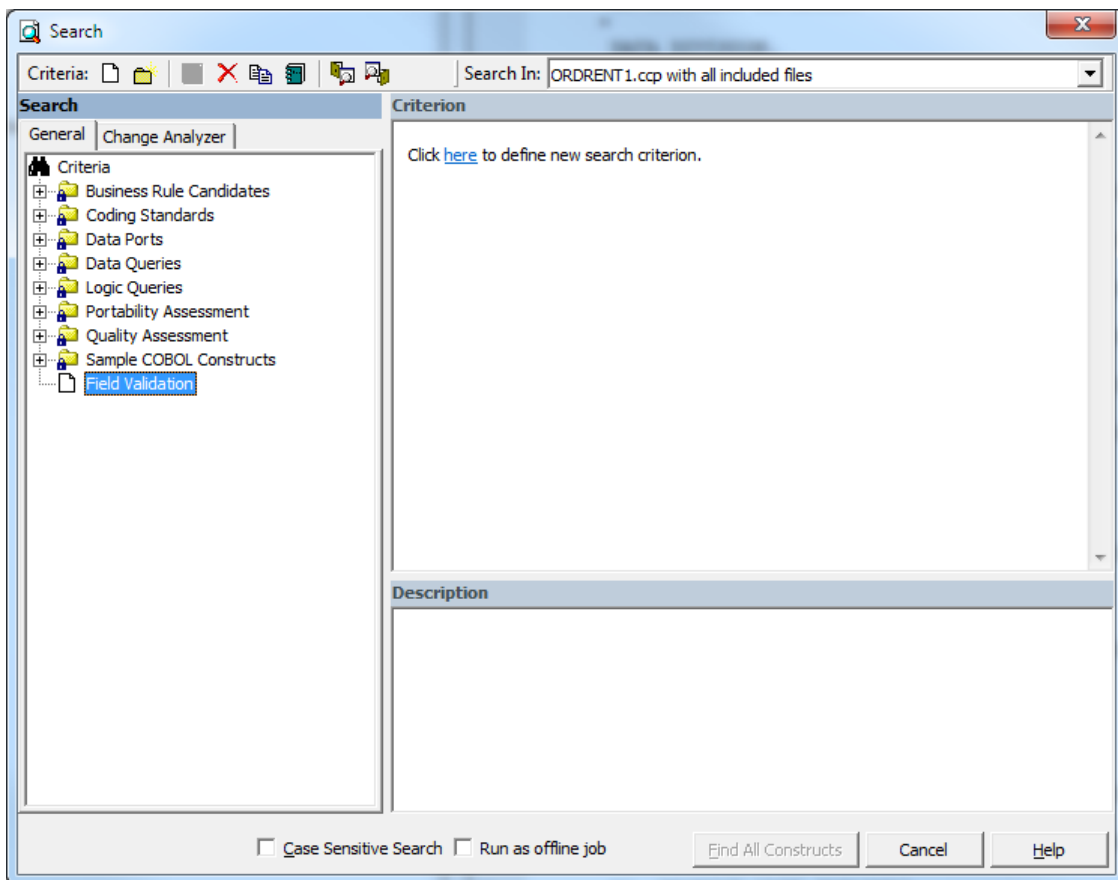 Search
Criteria:
Search In: ORDRENT1.ccp with all included files
Search
General
Change Analyzer
Criteria
Business Rule Candidates
Coding Standards
Data Ports
Data Queries
Logic Queries
Portability Assessment
Quality Assessment
Sample COBOL Constructs
Field Validation
Criterion
Click here to define new search criterion.
Description
Case Sensitive Search
Run as offline job
Find All Constructs
Cancel
Help